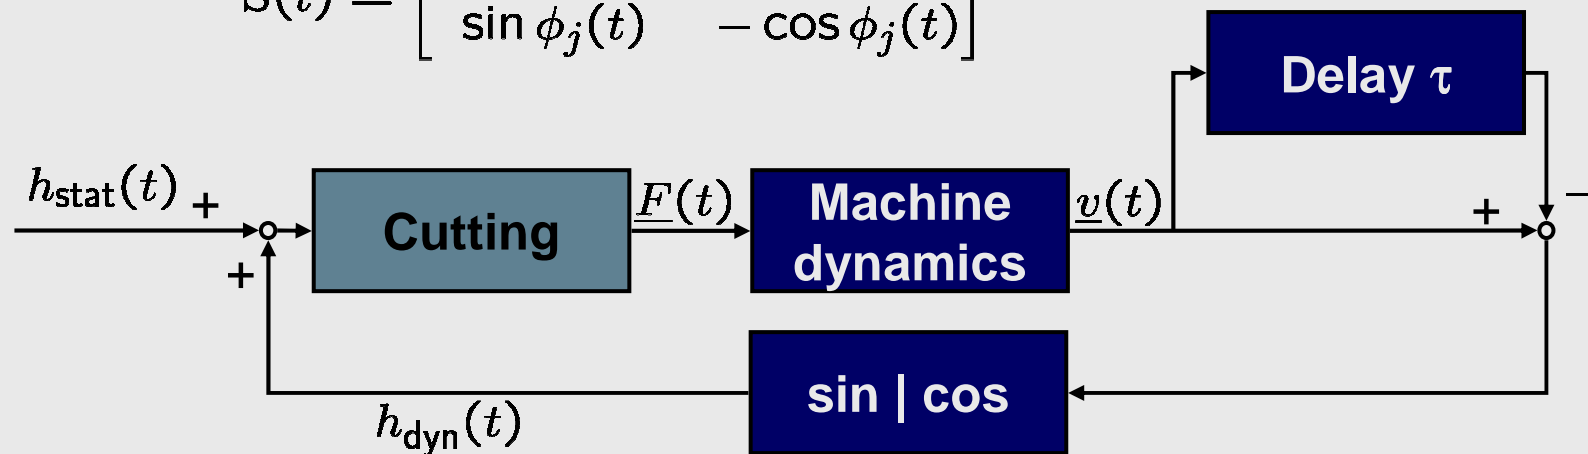 S(t) = [ sin ϕj(t) − cos ϕj(t) ]
Delay τ
hstat(t) +
Cutting
F(t)
Machine
dynamics
v(t)
+
−
+
sin | cos
hdyn(t)